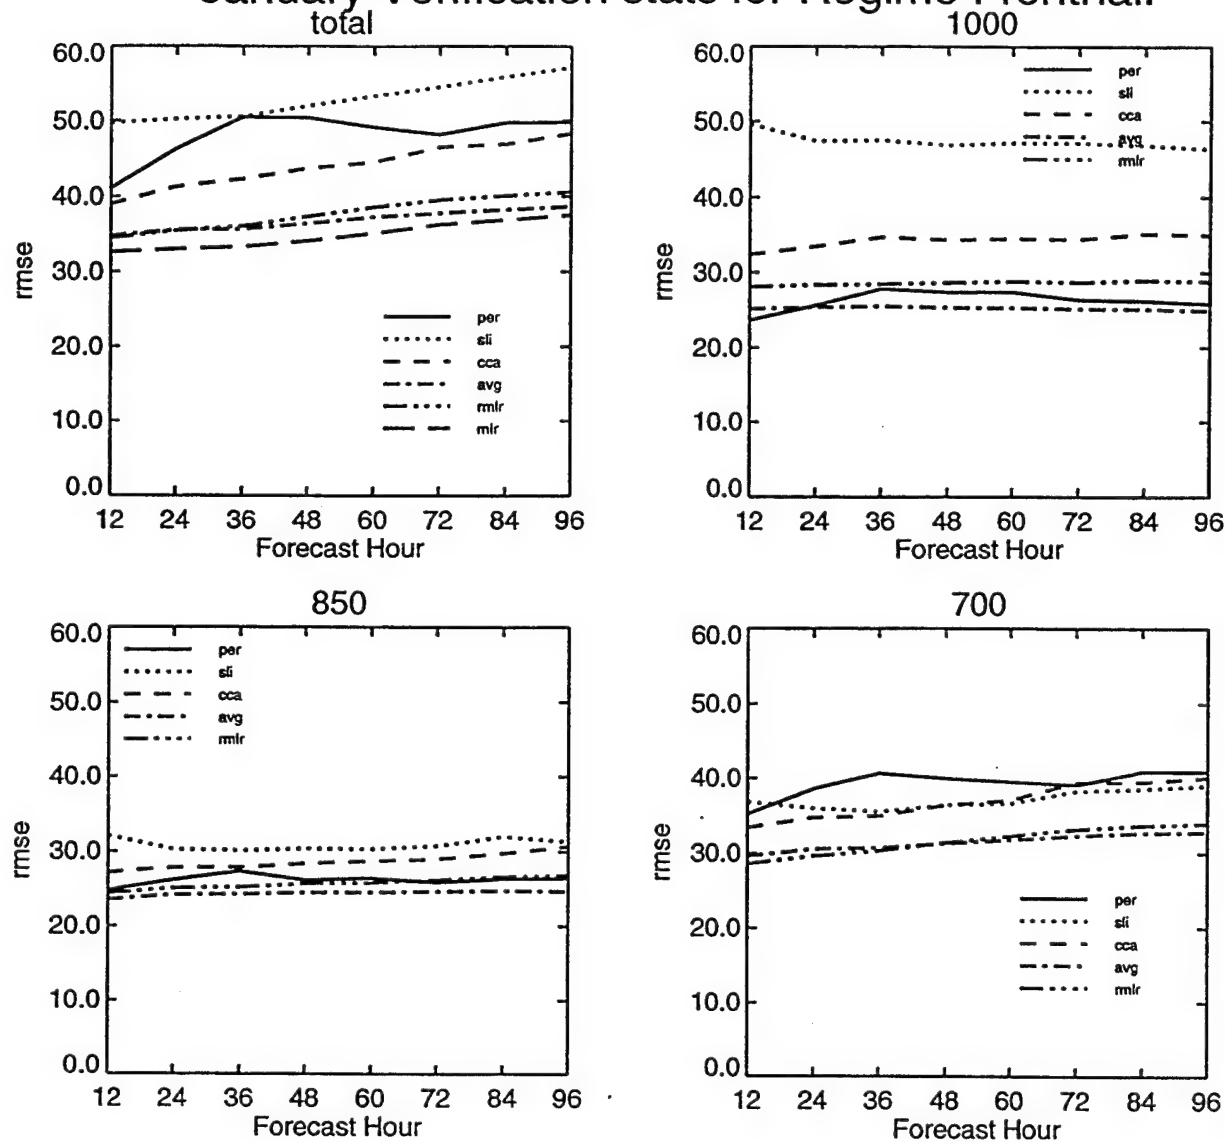 January Verification stats for Regime
total
60.0
50.0
40.0
30.0
20.0
10.0
0.0
rmse
per
sli
cca
avg
rmlr
mlr
12 24 36 48 60 72 84 96
Forecast Hour
1000
60.0
50.0
40.0
30.0
20.0
10.0
0.0
rmse
per
sli
cca
avg
rmlr
12 24 36 48 60 72 84 96
Forecast Hour
850
60.0
50.0
40.0
30.0
20.0
10.0
0.0
rmse
per
sli
cca
avg
rmlr
12 24 36 48 60 72 84 96
Forecast Hour
700
60.0
50.0
40.0
30.0
20.0
10.0
0.0
rmse
per
sli
cca
avg
rmlr
12 24 36 48 60 72 84 96
Forecast Hour